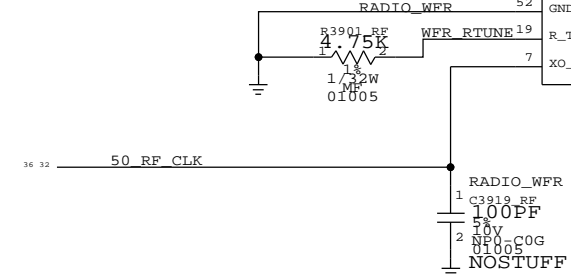 RADIO_WFR
52
GND
R3901_RF
4.75K
1
2
WFR_RTUNE
19
R_T
1%
1/32W
MF
01005
7
XO_
36 32
50_RF_CLK
RADIO_WFR
1
C3919_RF
100PF
5%
10V
2
NP0-C0G
01005
NOSTUFF